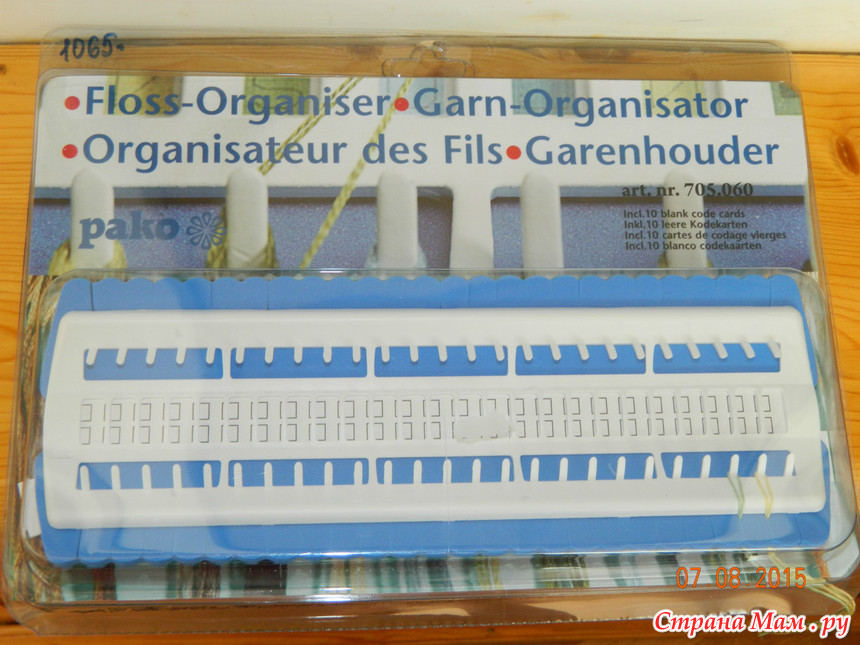 1065-
•Floss-Organiser•Garn-Organisator
•Organisateur des Fils•Garenhouder
art. nr. 705.060
pako
Incl.10 blank code cards
Inkl.10 leere Kodekarten
Incl.10 cartes de codage vierges
Incl.10 blanco codekaarten
07.08.2015
Страна Мам.ру